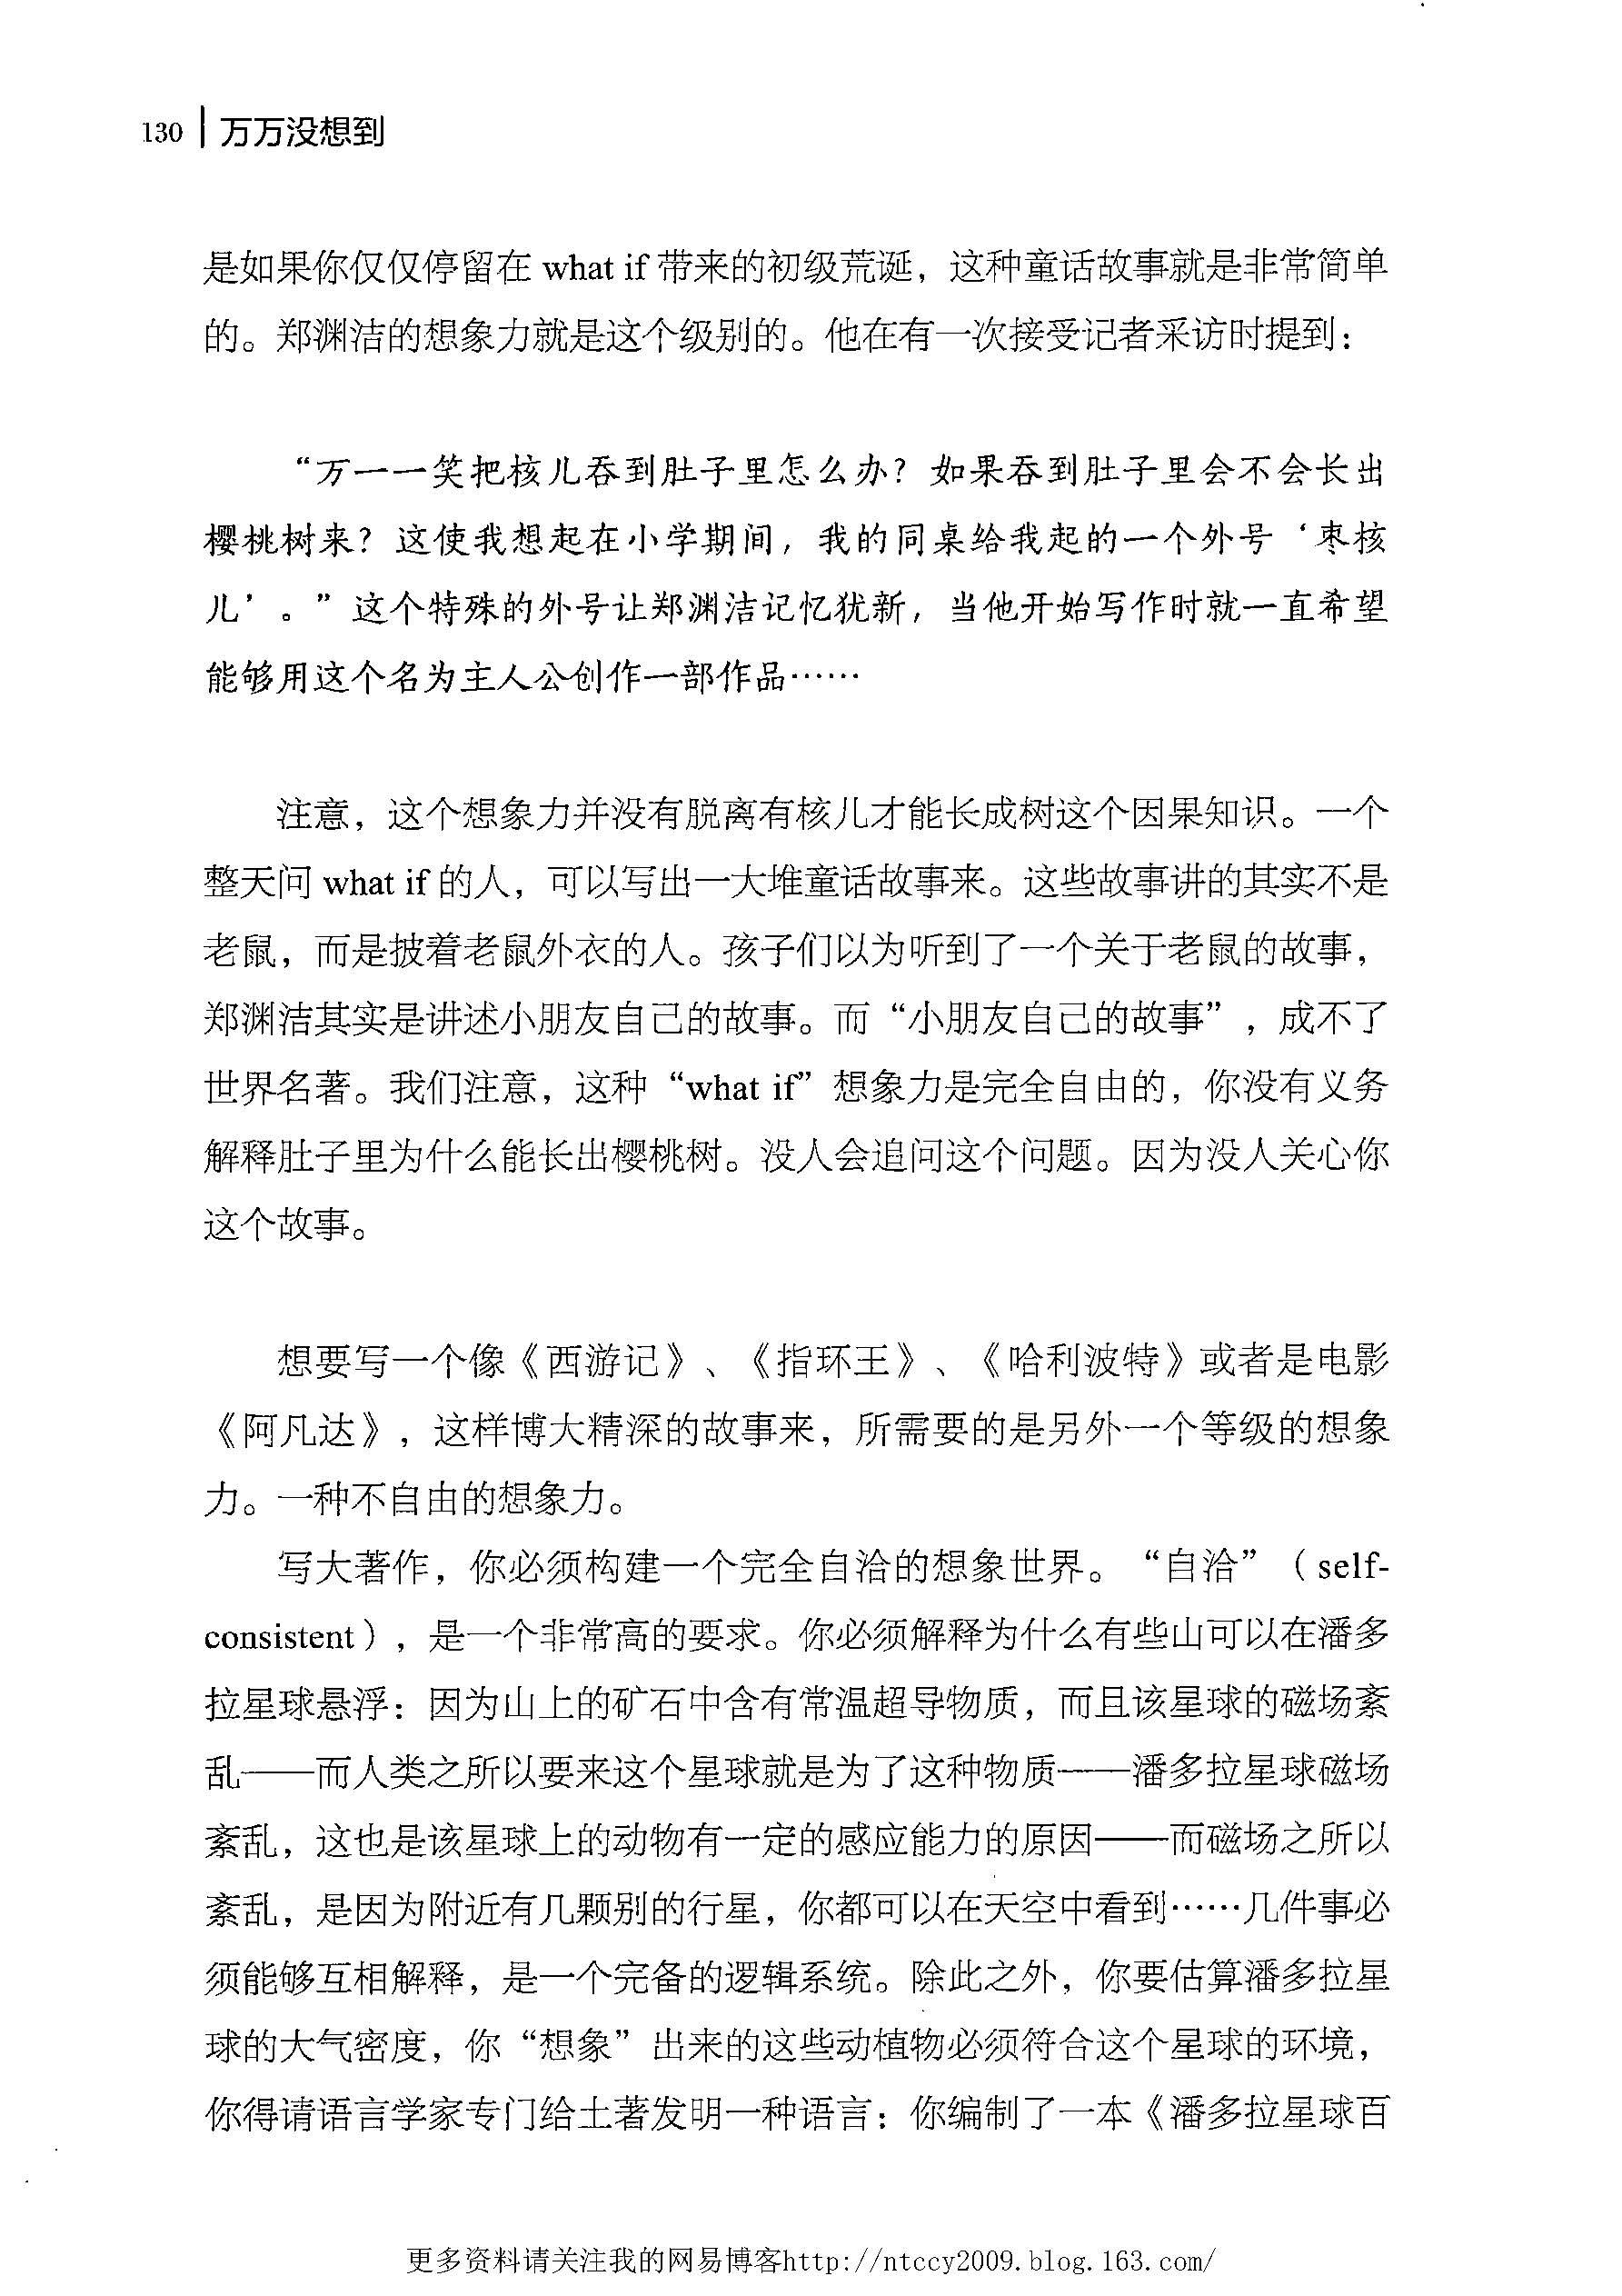 130 万万没想到
是如果你仅仅停留在 what if 带来的初级荒诞，这种童话故事就是非常简单
的。郑渊洁的想象力就是这个级别的。他在有一次接受记者采访时提到：
“万一一笑把核儿吞到肚子里怎么办？如果吞到肚子里会不会长出
樱桃树来？这使我想起在小学期间，我的同桌给我起的一个外号‘枣核
儿’。”这个特殊的外号让郑渊洁记忆犹新，当他开始写作时就一直希望
能够用这个名为主人公创作一部作品……
注意，这个想象力并没有脱离有核儿才能长成树这个因果知识。一个
整天问 what if 的人，可以写出一大堆童话故事来。这些故事讲的其实不是
老鼠，而是披着老鼠外衣的人。孩子们以为听到了一个关于老鼠的故事，
郑渊洁其实是讲述小朋友自己的故事。而“小朋友自己的故事”，成不了
世界名著。我们注意，这种“what if”想象力是完全自由的，你没有义务
解释肚子里为什么能长出樱桃树。没人会追问这个问题。因为没人关心你
这个故事。
想要写一个像《西游记》、《指环王》、《哈利波特》或者是电影
《阿凡达》，这样博大精深的故事来，所需要的是另外一个等级的想象
力。一种不自由的想象力。
写大著作，你必须构建一个完全自洽的想象世界。“自洽”（self-
consistent），是一个非常高的要求。你必须解释为什么有些山可以在潘多
拉星球悬浮：因为山上的矿石中含有常温超导物质，而且该星球的磁场紊
乱——而人类之所以要来这个星球就是为了这种物质——潘多拉星球磁场
紊乱，这也是该星球上的动物有一定的感应能力的原因——而磁场之所以
紊乱，是因为附近有几颗别的行星，你都可以在天空中看到……几件事必
须能够互相解释，是一个完备的逻辑系统。除此之外，你要估算潘多拉星
球的大气密度，你“想象”出来的这些动植物必须符合这个星球的环境，
你得请语言学家专门给土著发明一种语言：你编制了一本《潘多拉星球百
更多资料请关注我的网易博客http://ntccy2009.blog.163.com/